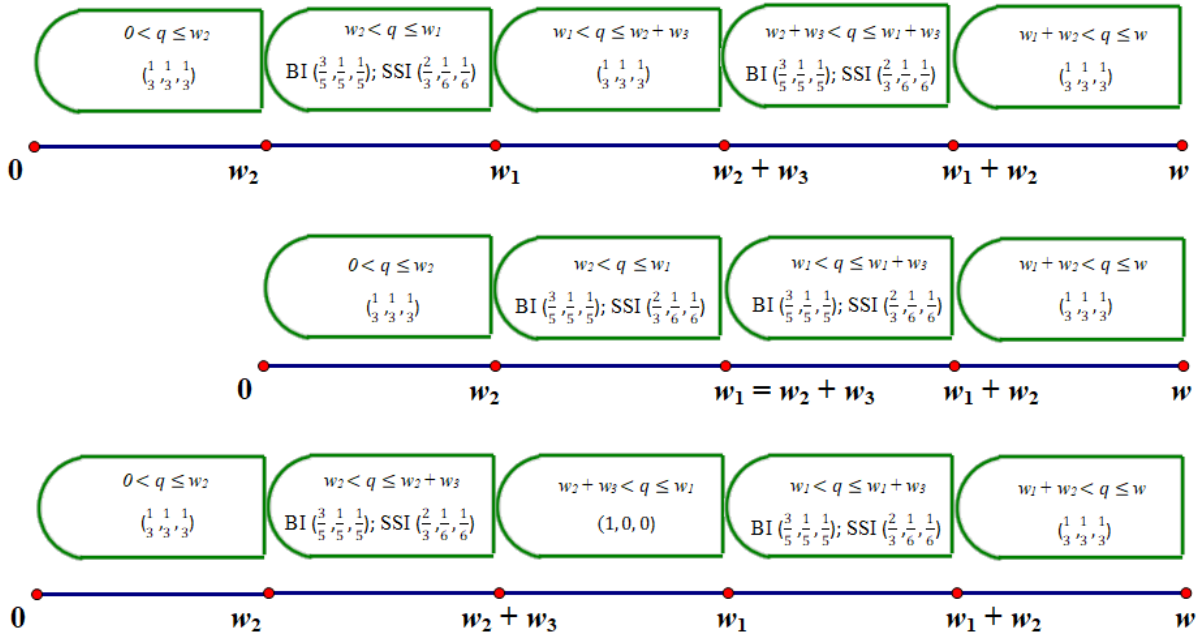 0 < q ≤ w₂ w₂ < q ≤ w₁ w₁ < q ≤ w₂ + w₃ w₂ + w₃ < q ≤ w₁ + w₃ w₁ + w₂ < q ≤ w
(1/3, 1/3, 1/3) BI (3/5, 1/5, 1/5); SSI (2/3, 1/6, 1/6) (1/3, 1/3, 1/3) BI (3/5, 1/5, 1/5); SSI (2/3, 1/6, 1/6) (1/3, 1/3, 1/3)
0 w₂ w₁ w₂ + w₃ w₁ + w₂ w
0 < q ≤ w₂ w₂ < q ≤ w₁ w₁ < q ≤ w₁ + w₃ w₁ + w₂ < q ≤ w
(1/3, 1/3, 1/3) BI (3/5, 1/5, 1/5); SSI (2/3, 1/6, 1/6) BI (3/5, 1/5, 1/5); SSI (2/3, 1/6, 1/6) (1/3, 1/3, 1/3)
0 w₂ w₁ = w₂ + w₃ w₁ + w₂ w
0 < q ≤ w₂ w₂ < q ≤ w₂ + w₃ w₂ + w₃ < q ≤ w₁ w₁ < q ≤ w₁ + w₃ w₁ + w₂ < q ≤ w
(1/3, 1/3, 1/3) BI (3/5, 1/5, 1/5); SSI (2/3, 1/6, 1/6) (1, 0, 0) BI (3/5, 1/5, 1/5); SSI (2/3, 1/6, 1/6) (1/3, 1/3, 1/3)
0 w₂ w₂ + w₃ w₁ w₁ + w₂ w